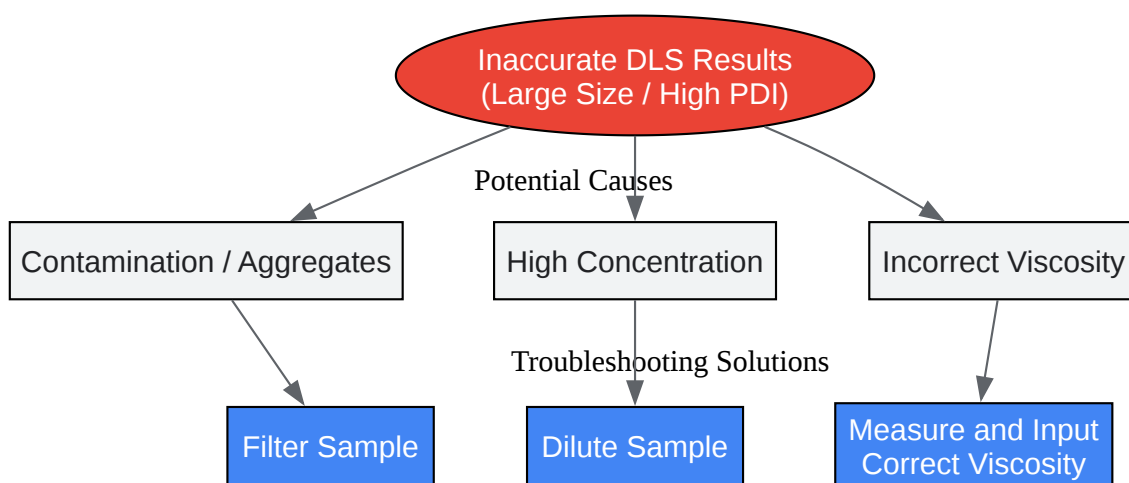 Inaccurate DLS Results
(Large Size / High PDI)
Potential Causes
Contamination / Aggregates
High Concentration
Incorrect Viscosity
Troubleshooting Solutions
Filter Sample
Dilute Sample
Measure and Input
Correct Viscosity